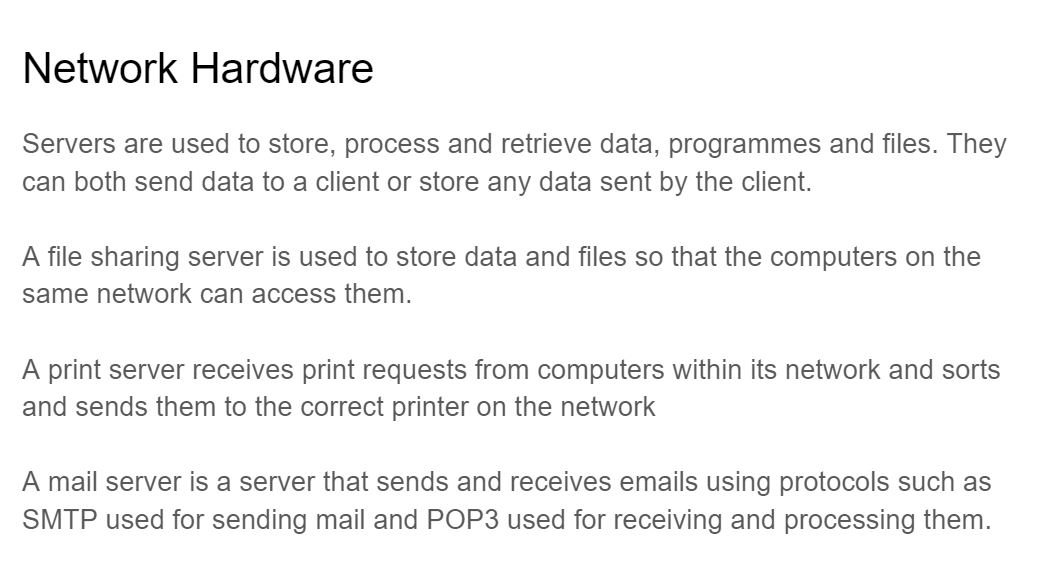 Network Hardware
Servers are used to store, process and retrieve data, programmes and files. They
can both send data to a client or store any data sent by the client.
A file sharing server is used to store data and files so that the computers on the
same network can access them.
A print server receives print requests from computers within its network and sorts
and sends them to the correct printer on the network
A mail server is a server that sends and receives emails using protocols such as
SMTP used for sending mail and POP3 used for receiving and processing them.